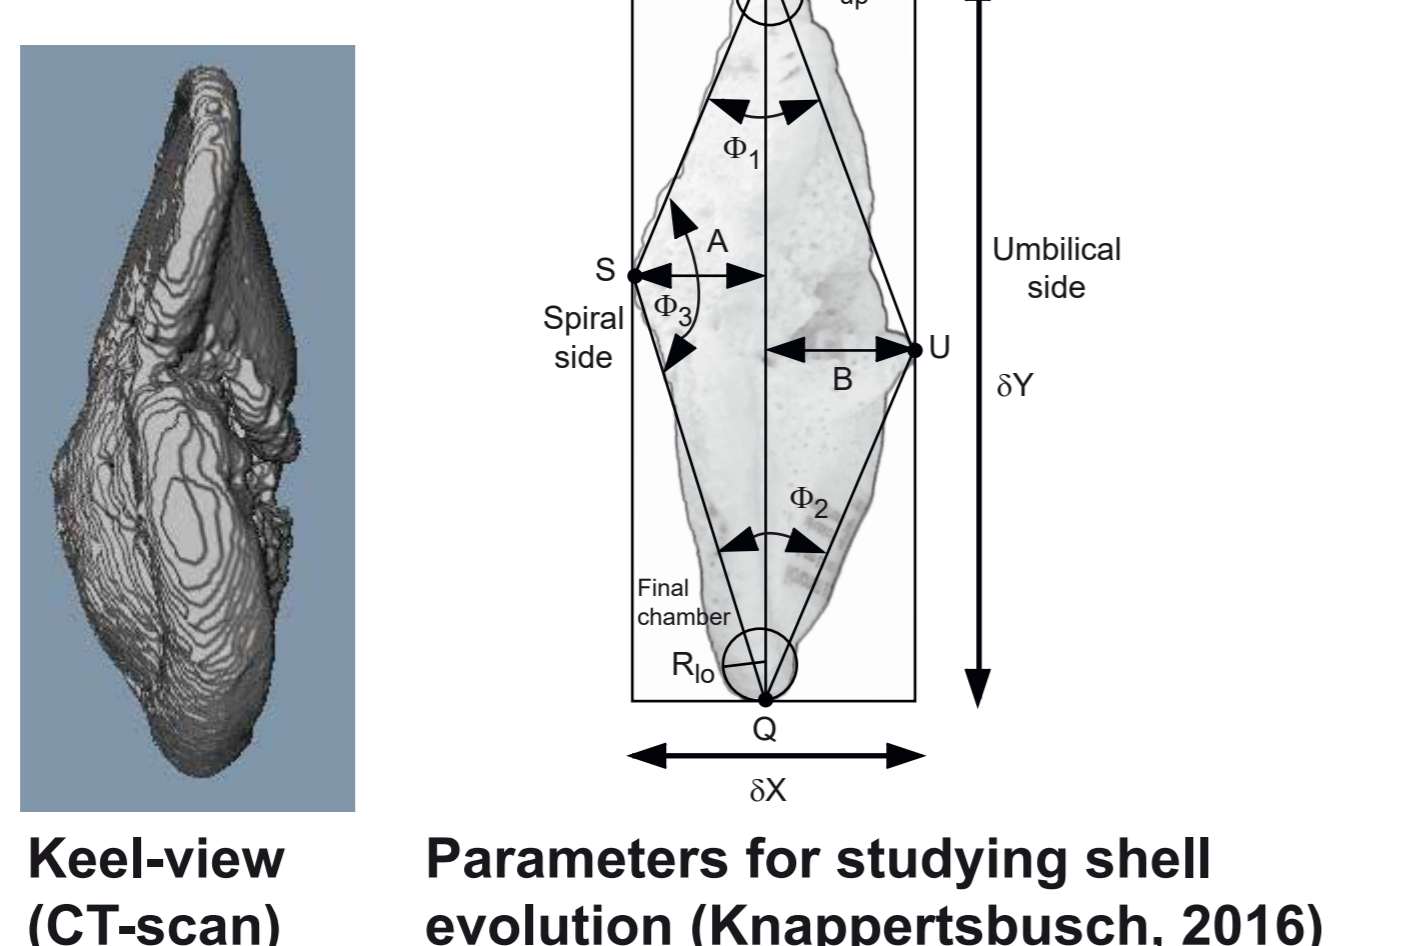 up
Φ1
A
S
Φ3
Spiral
side
Umbilical
side
U
B
δY
Φ2
Final
chamber
Rlo
Q
δX
Keel-view
(CT-scan)
Parameters for studying shell
evolution (Knappertsbusch, 2016)